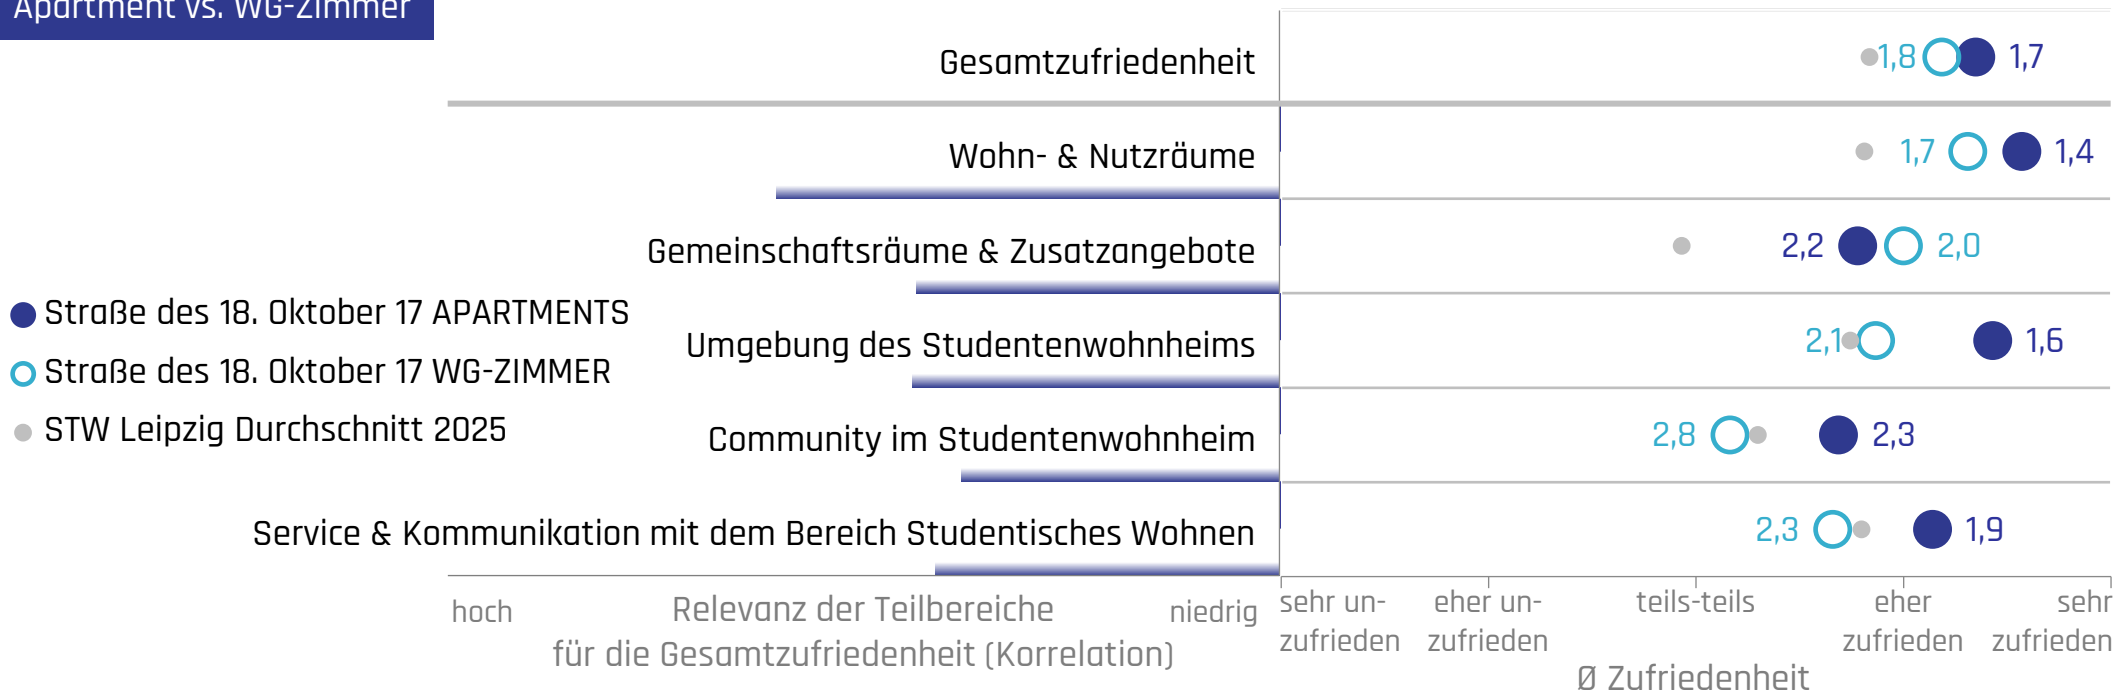 Apartment vs. WG-Zimmer
Gesamtzufriedenheit
1,8
1,7
Wohn- & Nutzräume
1,7
1,4
Gemeinschaftsräume & Zusatzangebote
2,2
2,0
Straße des 18. Oktober 17 APARTMENTS
Straße des 18. Oktober 17 WG-ZIMMER
STW Leipzig Durchschnitt 2025
Umgebung des Studentenwohnheims
2,1
1,6
Community im Studentenwohnheim
2,8
2,3
Service & Kommunikation mit dem Bereich Studentisches Wohnen
2,3
1,9
hoch
Relevanz der Teilbereiche
für die Gesamtzufriedenheit (Korrelation)
niedrig
sehr un-
zufrieden
eher un-
zufrieden
teils-teils
eher
zufrieden
sehr
zufrieden
Ø Zufriedenheit